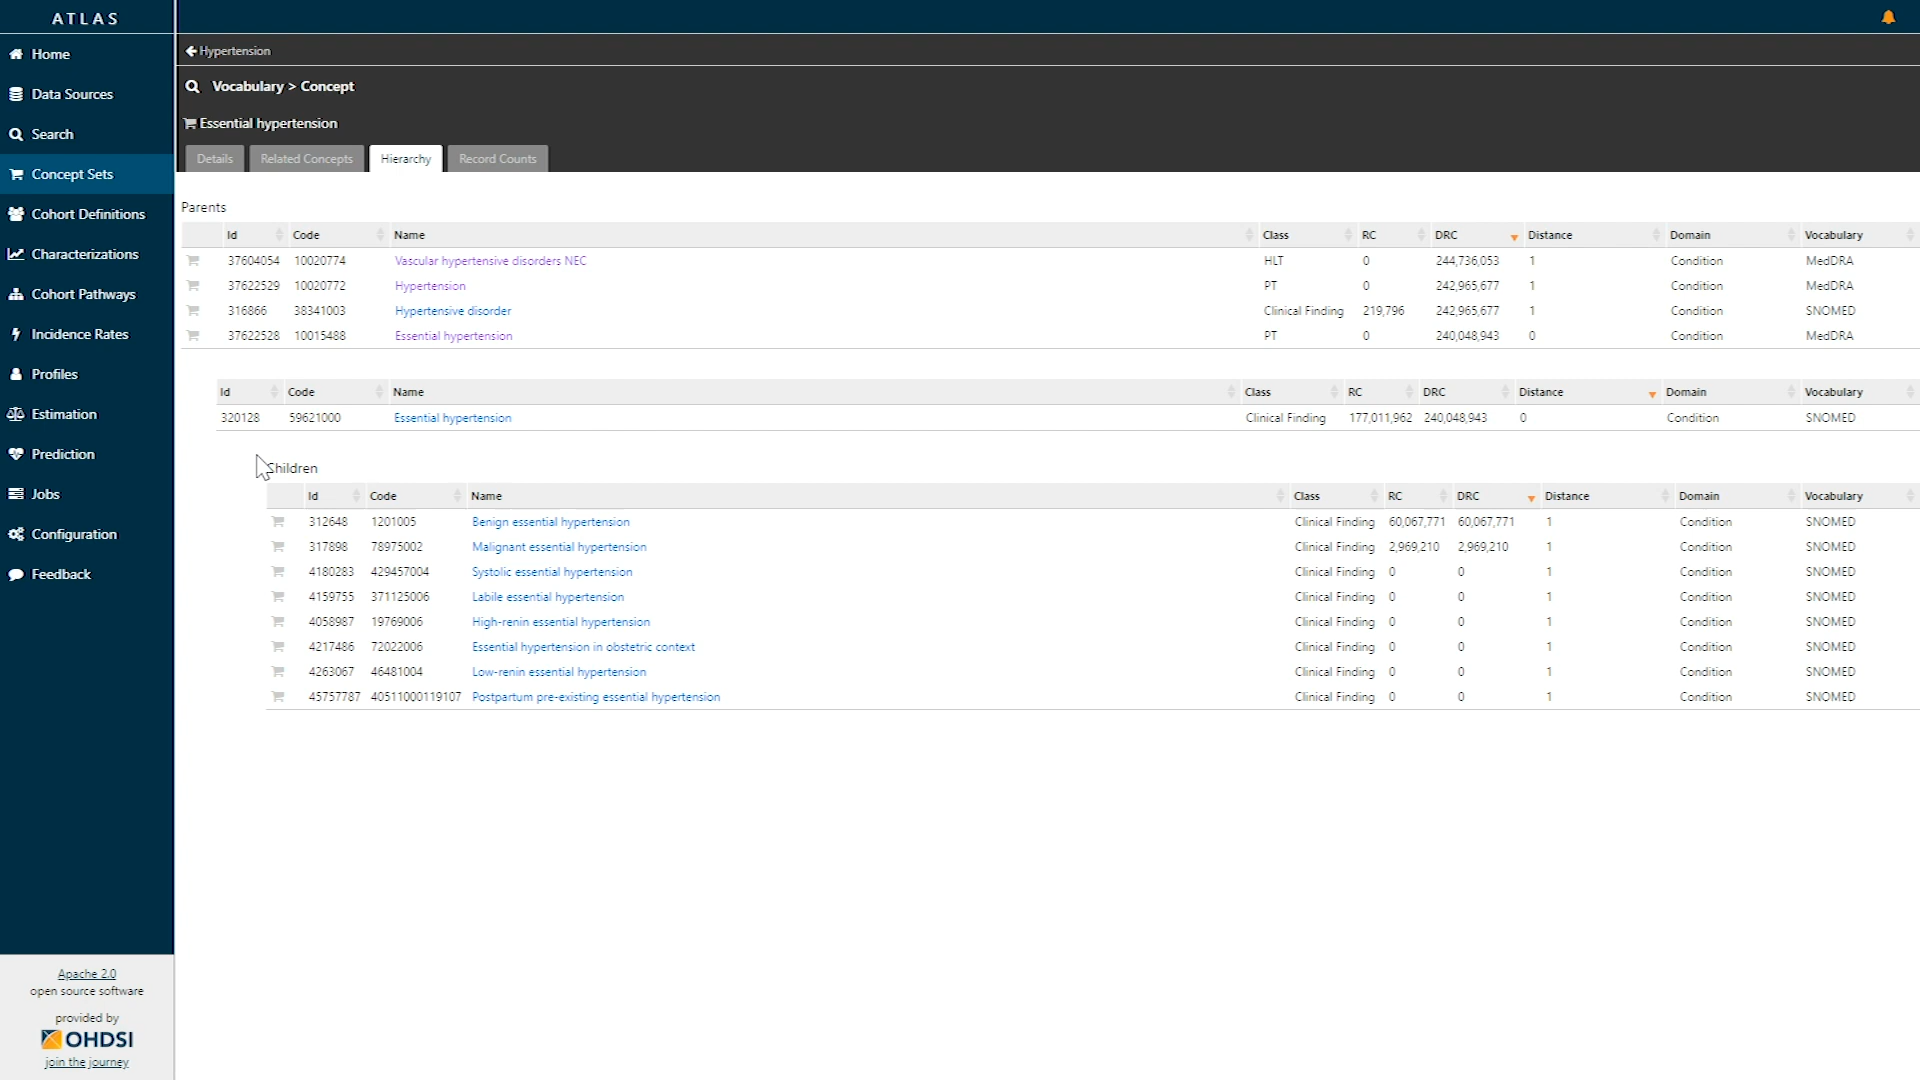 ATLAS
Hypertension
Home
Vocabulary > Concept
Data Sources
Essential hypertension
Search
Details Related Concepts Hierarchy Record Counts
Concept Sets
Cohort Definitions
Characterizations
Cohort Pathways
Incidence Rates
Profiles
Estimation
Prediction
Jobs
Configuration
Feedback
Apache 2.0
open source software
provided by
OHDSI
join the journey
Parents
Id Code Name Class RC DRC Distance Domain Vocabulary
37604054 10020774 Vascular hypertensive disorders NEC HLT 0 244,736,053 1 Condition MedDRA
37622529 10020772 Hypertension PT 0 242,965,677 1 Condition MedDRA
316866 38341003 Hypertensive disorder Clinical Finding 219,796 242,965,677 1 Condition SNOMED
37622528 10015488 Essential hypertension PT 0 240,048,943 0 Condition MedDRA
Id Code Name Class RC DRC Distance Domain Vocabulary
320128 59621000 Essential hypertension Clinical Finding 177,011,962 240,048,943 0 Condition SNOMED
Children
Id Code Name Class RC DRC Distance Domain Vocabulary
312648 1201005 Benign essential hypertension Clinical Finding 60,067,771 60,067,771 1 Condition SNOMED
317898 78975002 Malignant essential hypertension Clinical Finding 2,969,210 2,969,210 1 Condition SNOMED
4180283 429457004 Systolic essential hypertension Clinical Finding 0 0 1 Condition SNOMED
4159755 371125006 Labile essential hypertension Clinical Finding 0 0 1 Condition SNOMED
4058987 19769006 High-renin essential hypertension Clinical Finding 0 0 1 Condition SNOMED
4217486 72022006 Essential hypertension in obstetric context Clinical Finding 0 0 1 Condition SNOMED
4263067 46481004 Low-renin essential hypertension Clinical Finding 0 0 1 Condition SNOMED
45757787 40511000119107 Postpartum pre-existing essential hypertension Clinical Finding 0 0 1 Condition SNOMED